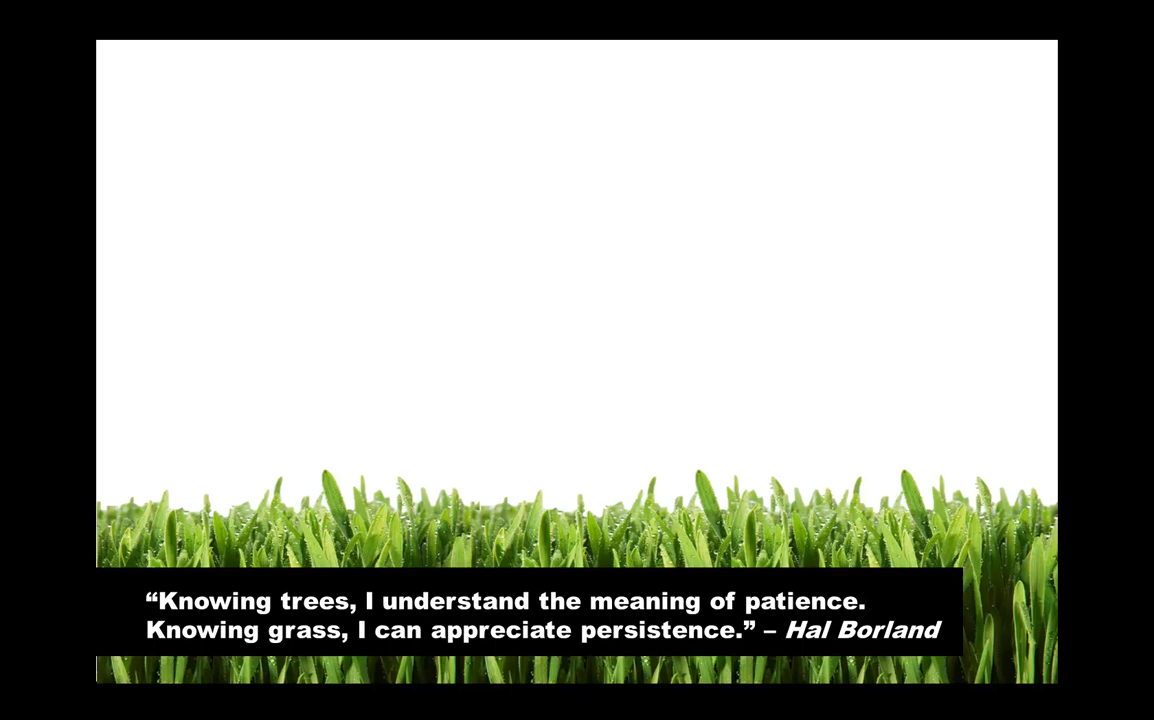 “Knowing trees, I understand the meaning of patience.
Knowing grass, I can appreciate persistence.” – Hal Borland